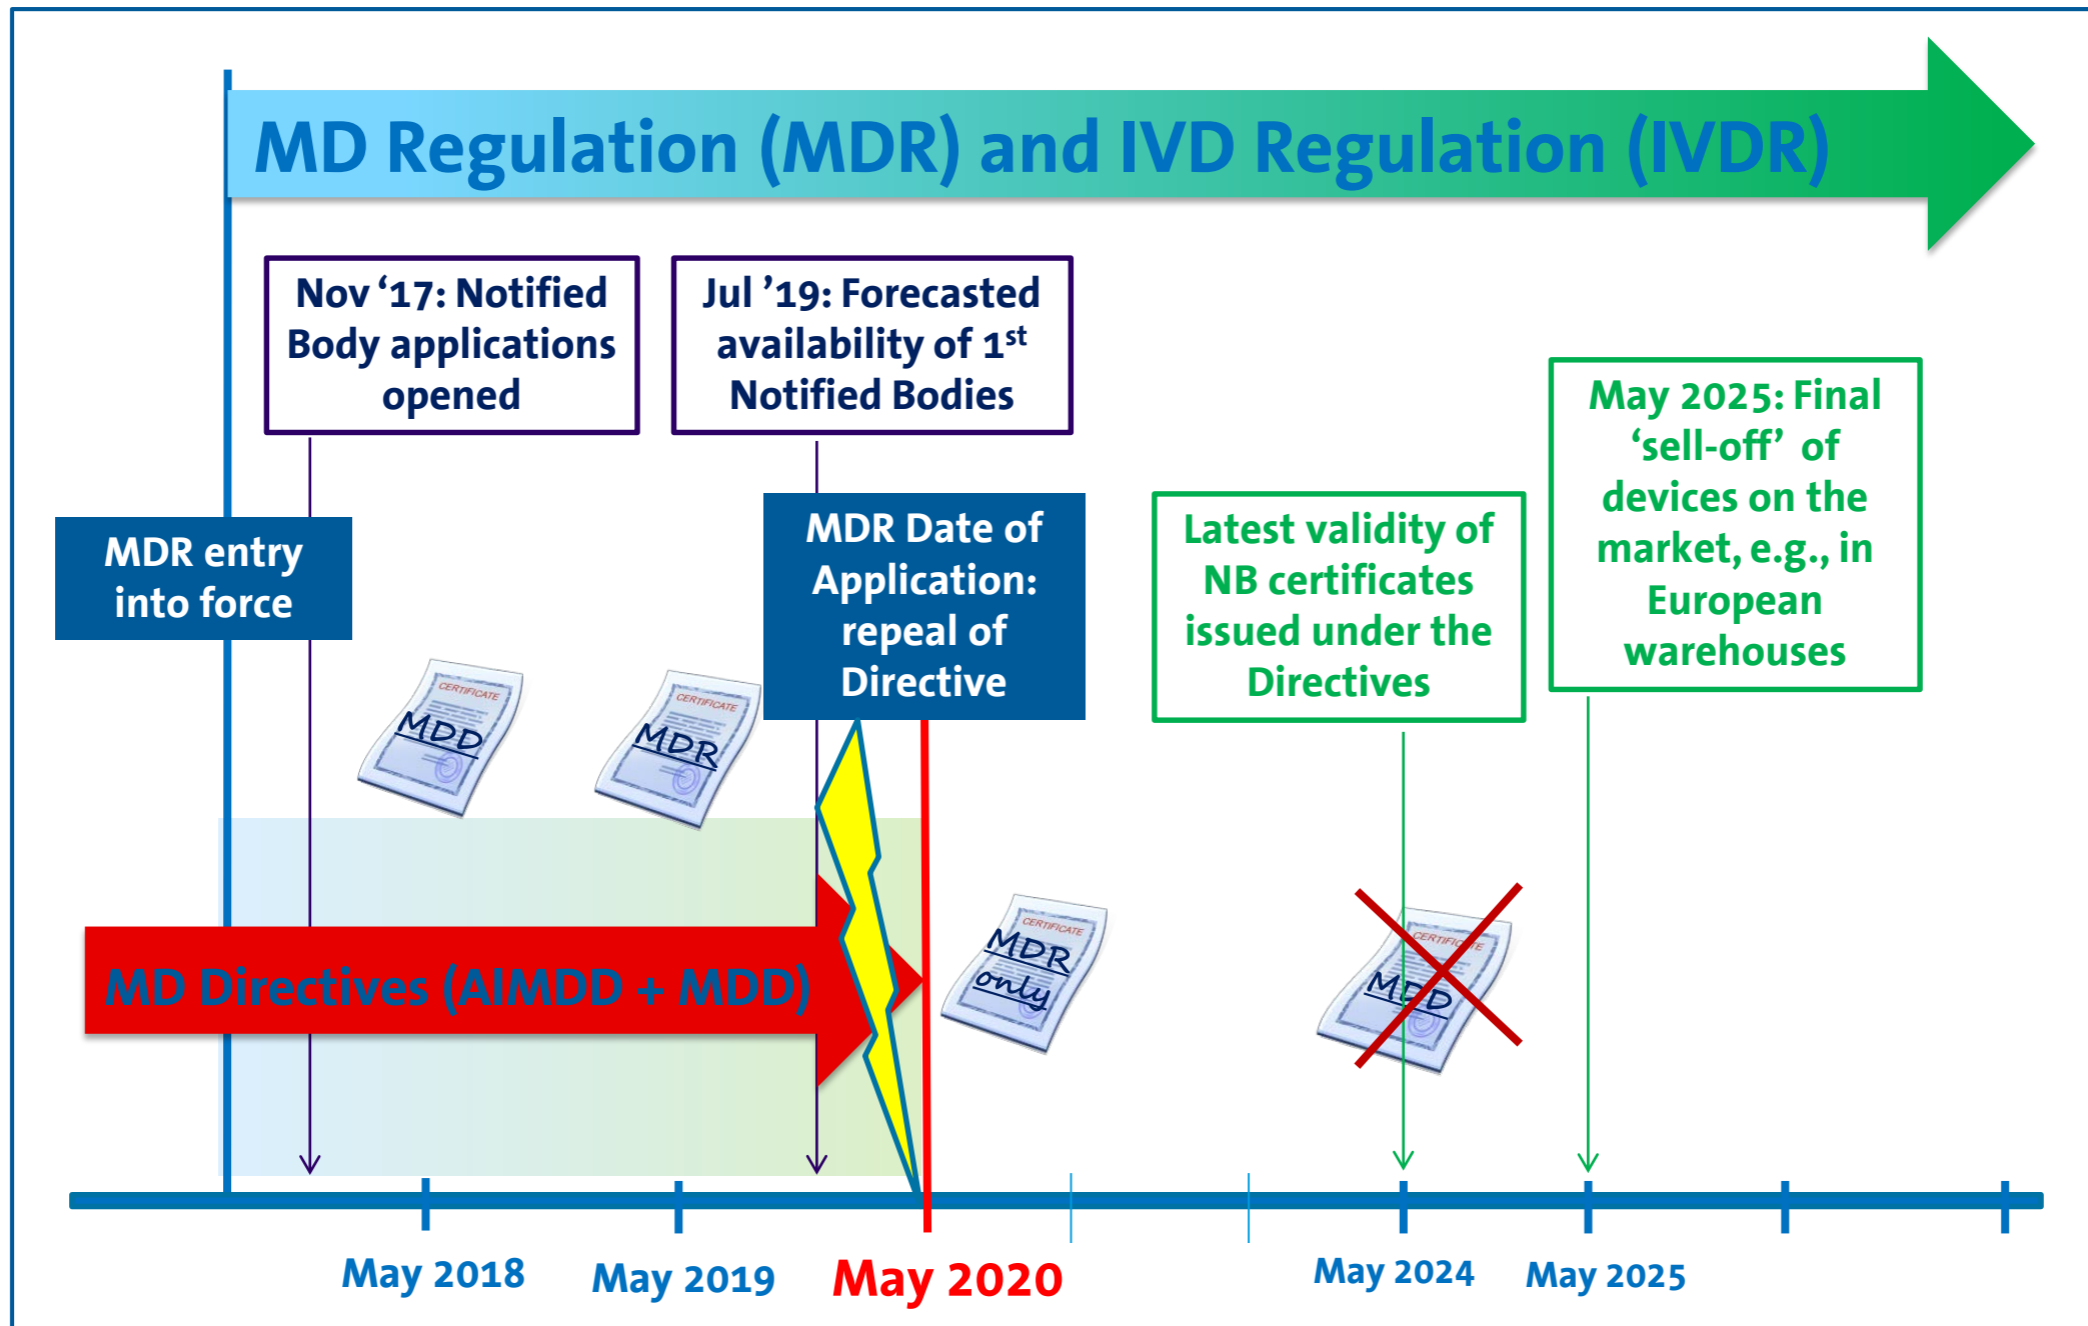 MD Regulation (MDR) and IVD Regulation (IVDR)
Nov ‘17: Notified
Body applications
opened
Jul ’19: Forecasted
availability of 1st
Notified Bodies
May 2025: Final
‘sell-off’ of
devices on the
market, e.g., in
European
warehouses
MDR entry
into force
MDR Date of
Application:
repeal of
Directive
Latest validity of
NB certificates
issued under the
Directives
CERTIFICATE
MDD
CERTIFICATE
MDR
MD Directives (AIMDD + MDD)
CERTIFICATE
MDR
only
CERTIFICATE
MDD
May 2018
May 2019
May 2020
May 2024
May 2025